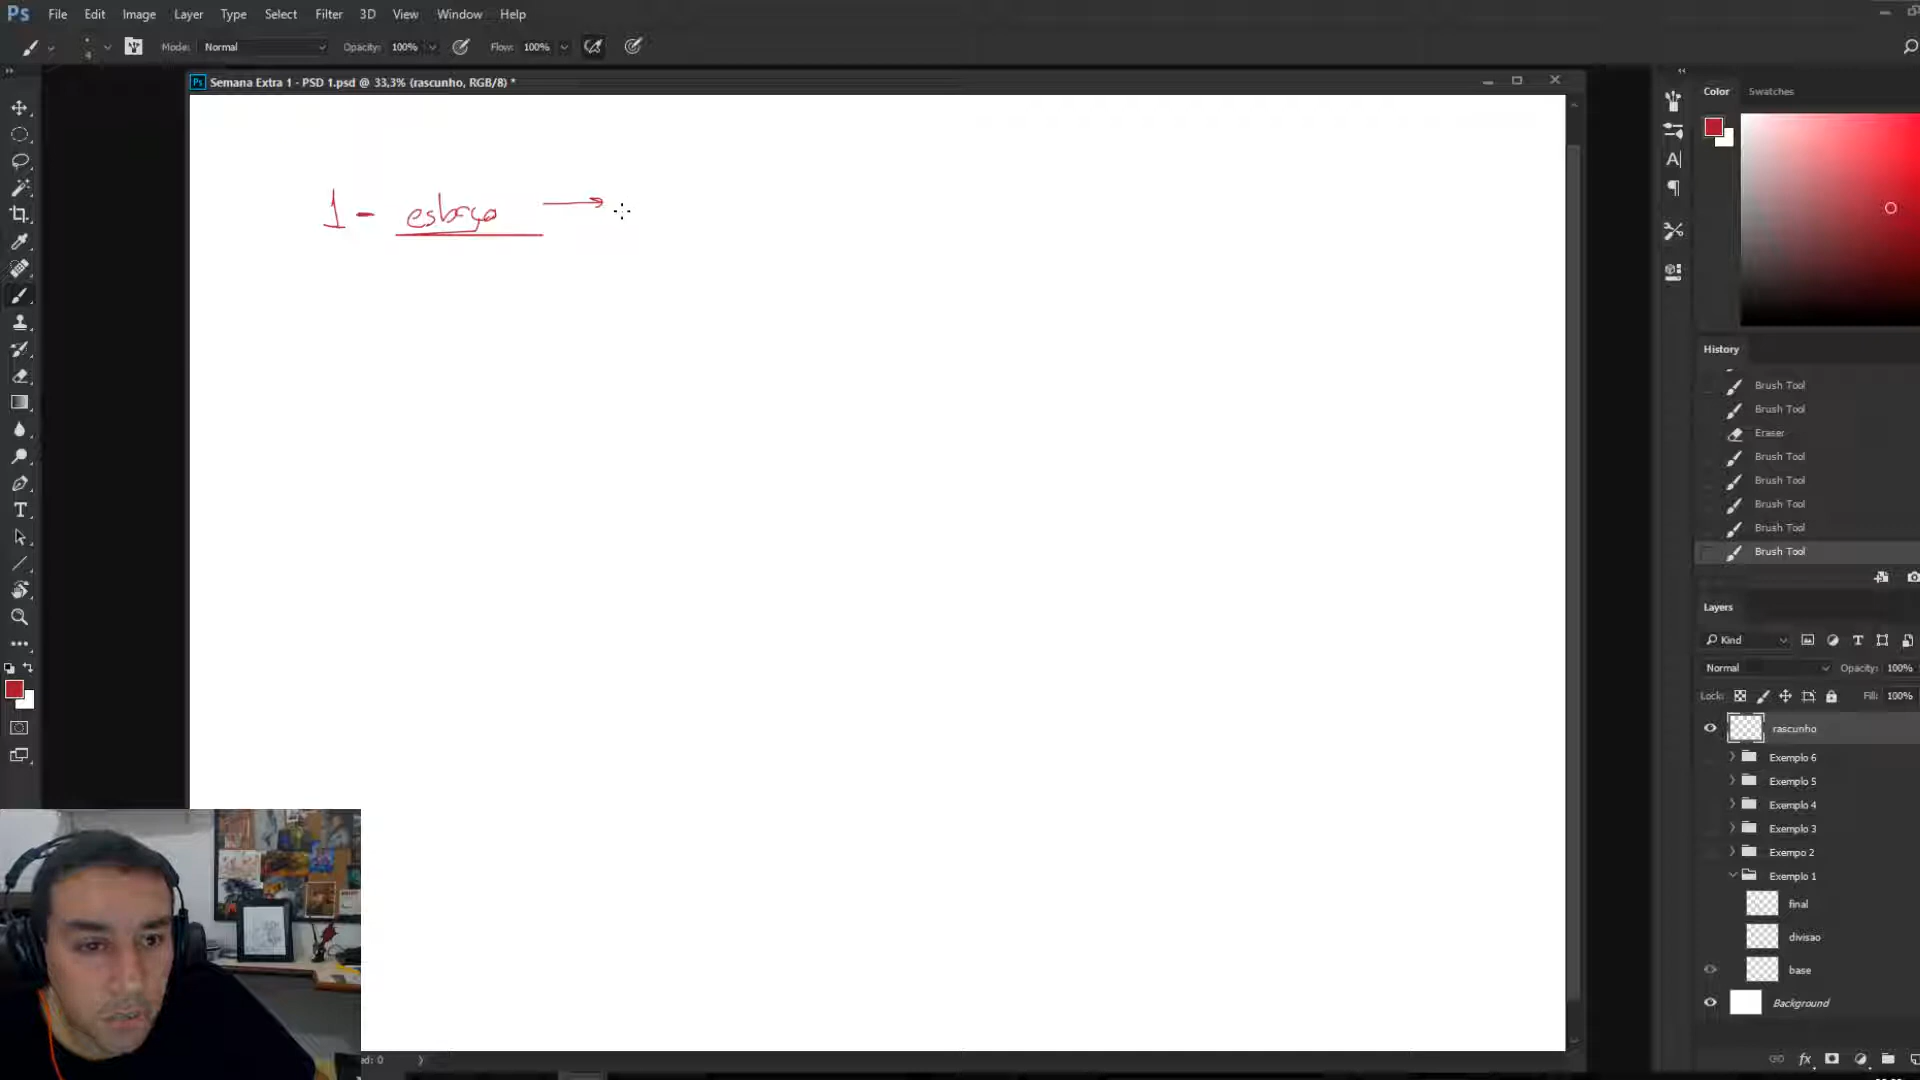 Ps File Edit Image Layer Type Select Filter 3D View Window Help
Mode: Normal Opacity: 100% Flow: 100%
Semana Extra 1 - PSD 1.psd @ 33,3% (rascunho, RGB/8) *
Color Swatches
1 - esboço
History
Brush Tool
Brush Tool
Eraser
Brush Tool
Brush Tool
Brush Tool
Brush Tool
Brush Tool
Layers
Kind
Normal Opacity: 100%
Lock: Fill: 100%
rascunho
Exemplo 6
Exemplo 5
Exemplo 4
Exemplo 3
Exempo 2
Exemplo 1
final
divisao
base
Background
ed: 0
fx